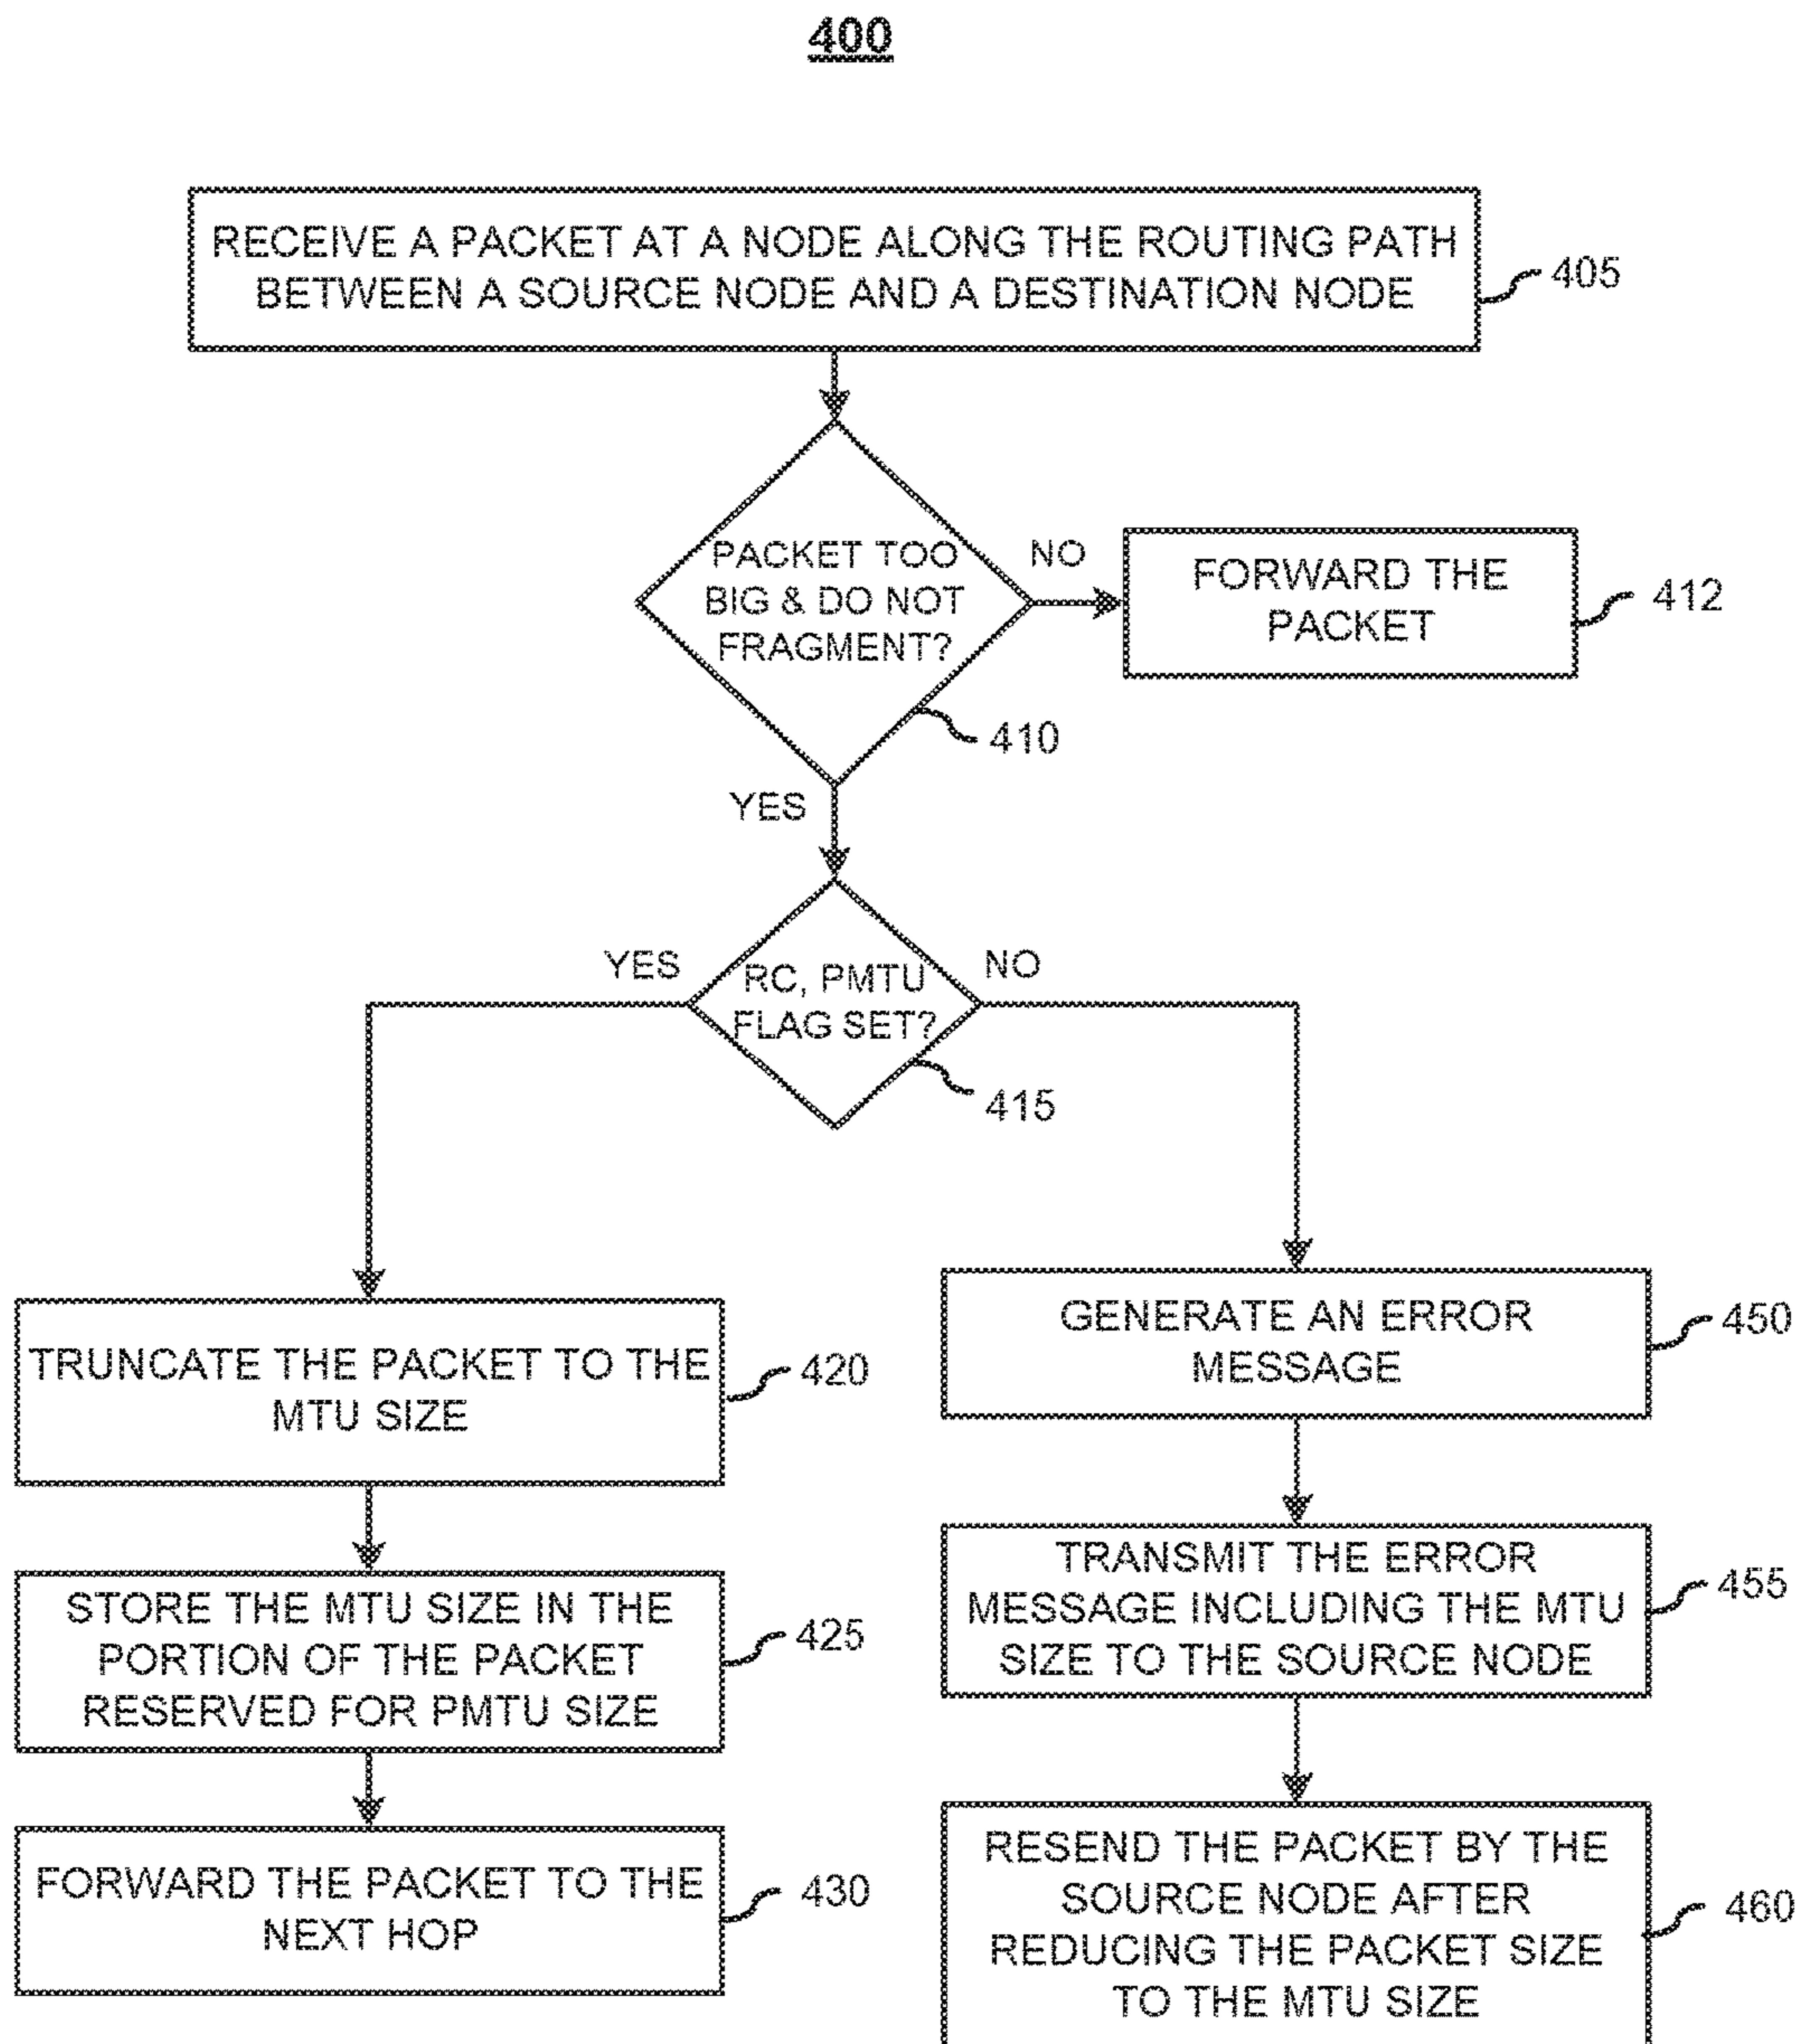 400
RECEIVE A PACKET AT A NODE ALONG THE ROUTING PATH
BETWEEN A SOURCE NODE AND A DESTINATION NODE
405
PACKET TOO
BIG & DO NOT
FRAGMENT?
NO
FORWARD THE
PACKET
412
410
YES
YES
RC, PMTU
FLAG SET?
NO
415
TRUNCATE THE PACKET TO THE
MTU SIZE
420
GENERATE AN ERROR
MESSAGE
450
STORE THE MTU SIZE IN THE
PORTION OF THE PACKET
RESERVED FOR PMTU SIZE
425
TRANSMIT THE ERROR
MESSAGE INCLUDING THE MTU
SIZE TO THE SOURCE NODE
455
FORWARD THE PACKET TO THE
NEXT HOP
430
RESEND THE PACKET BY THE
SOURCE NODE AFTER
REDUCING THE PACKET SIZE
TO THE MTU SIZE
460